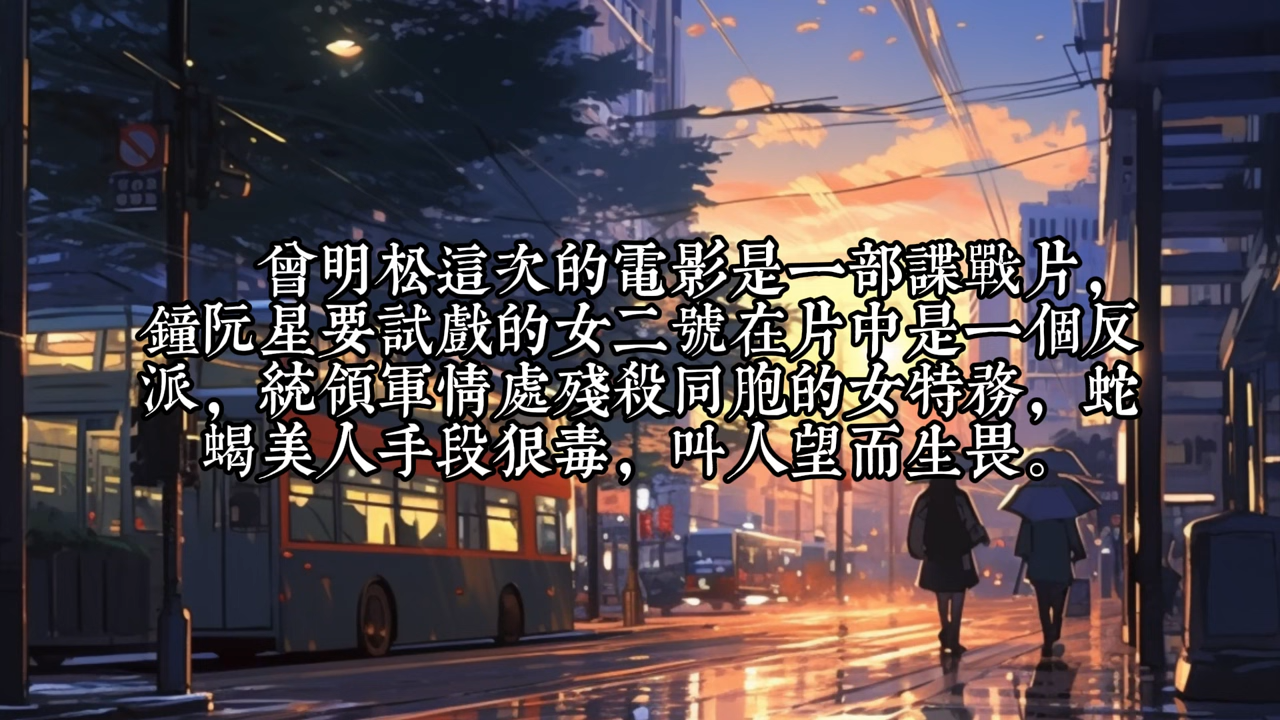 曾明松這次的電影是一部諜戰片，
鐘阮星要試戲的女二號在片中是一個反
派，統領軍情處殘殺同胞的女特務，蛇
蝎美人手段狠毒，叫人望而生畏。